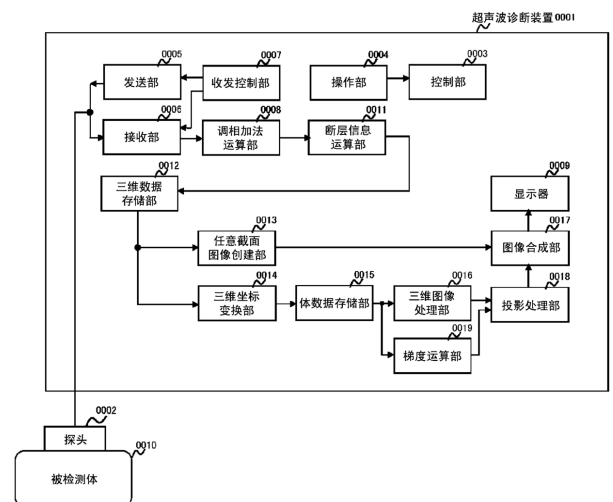 超声波诊断装置0001
0005
发送部
0007
收发控制部
0004
操作部
0003
控制部
0006
接收部
0008
调相加法
运算部
0011
断层信息
运算部
0012
三维数据
存储部
0009
显示器
0013
任意截面
图像创建部
0017
图像合成部
0014
三维坐标
变换部
0015
体数据存储部
0016
三维图像
处理部
0018
投影处理部
0019
梯度运算部
0002
探头
0010
被检测体